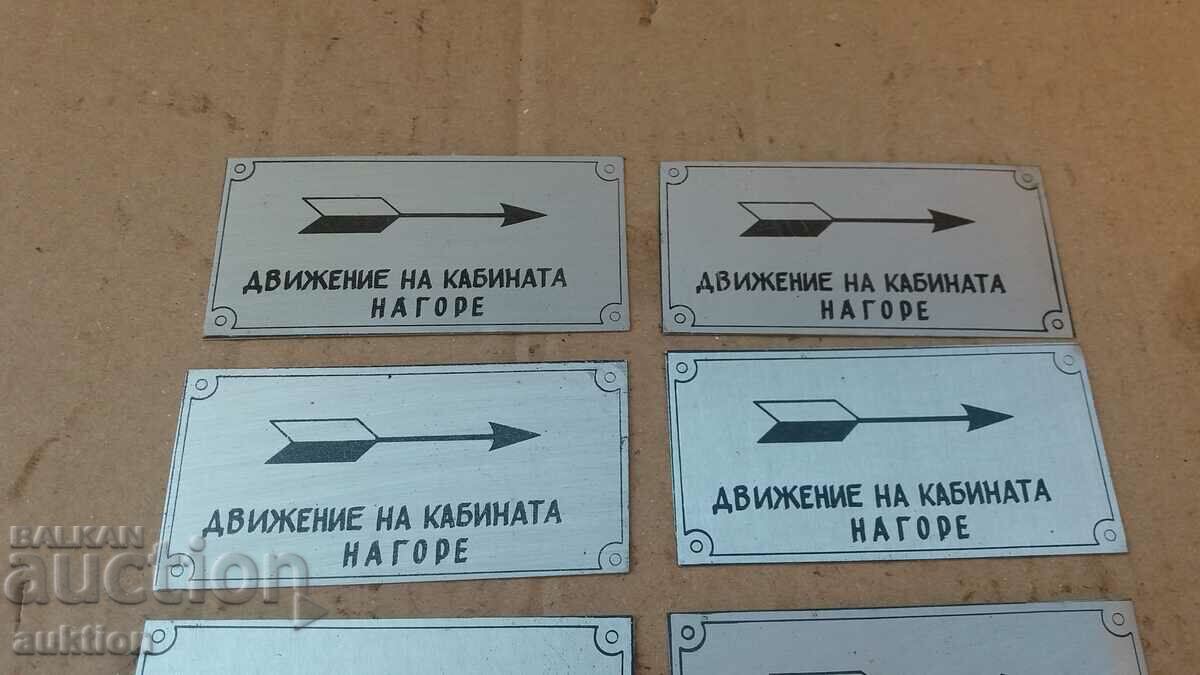 ДВИЖЕНИЕ НА КАБИНАТА
НАГОРЕ
ДВИЖЕНИЕ НА КАБИНАТА
НАГОРЕ
ДВИЖЕНИЕ НА КАБИНАТА
НАГОРЕ
ДВИЖЕНИЕ НА КАБИНАТА
НАГОРЕ
BALKAN
auction
auktion